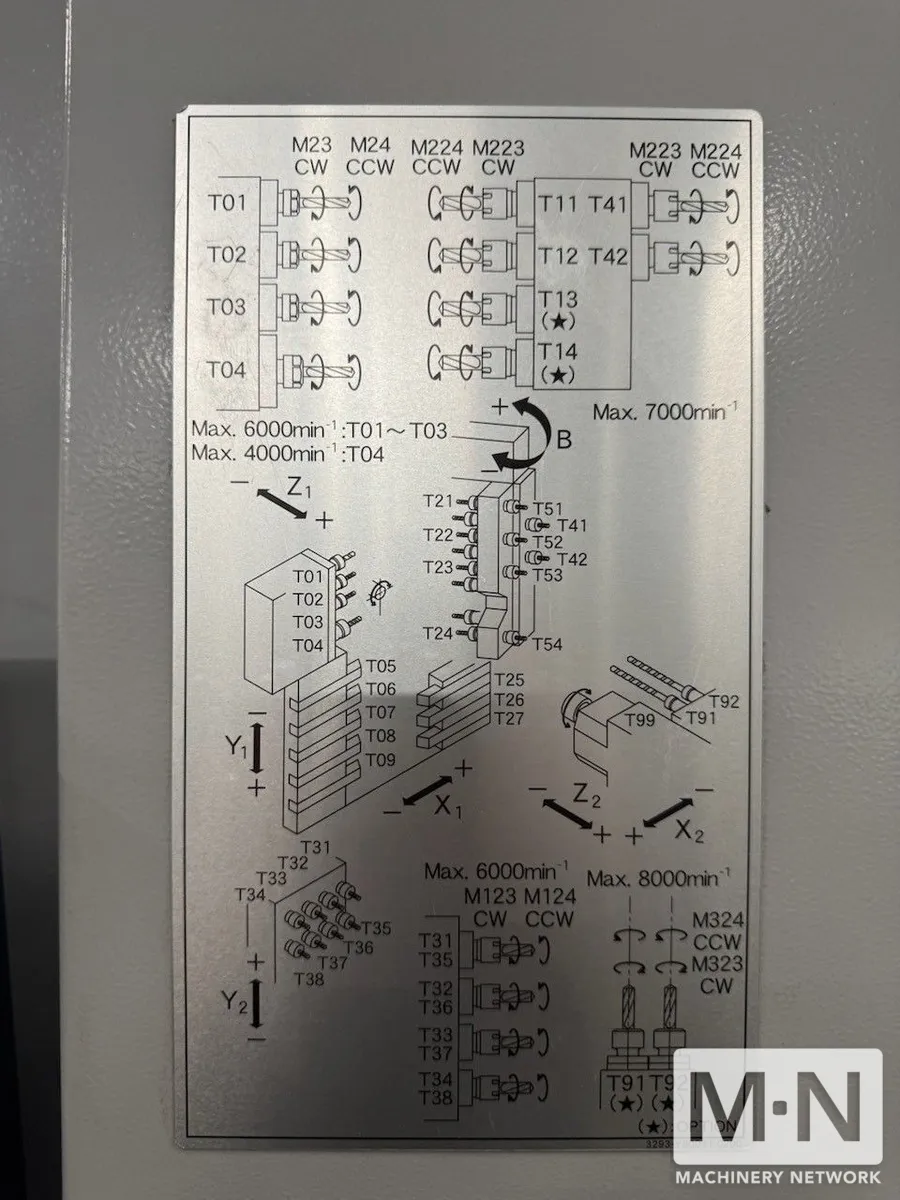 M23 M24 M224 M223
CW CCW CCW CW
M223 M224
CW CCW
T01
T02
T03
T04
T11 T41
T12 T42
T13
(★)
T14
(★)
Max. 6000min⁻¹:T01～T03
Max. 4000min⁻¹:T04
Max. 7000min⁻¹
+
B
−
− Z₁ +
T21
T22
T23
T24
T51
T41
T52
T42
T53
T54
T01
T02
T03
T04
T05
T06
T07
T08
T09
T25
T26
T27
−
Y₁
+
− X₁ +
T92
T91
T99
− Z₂ +
+ X₂ −
T31
T32
T33
T34
T35
T36
T37
T38
+
Y₂
−
Max. 6000min⁻¹
M123 M124
CW CCW
T31
T35
T32
T36
T33
T37
T34
T38
Max. 8000min⁻¹
M324
CCW
M323
CW
T91 T92
(★) (★)
(★):OPTION
M·N
MACHINERY NETWORK